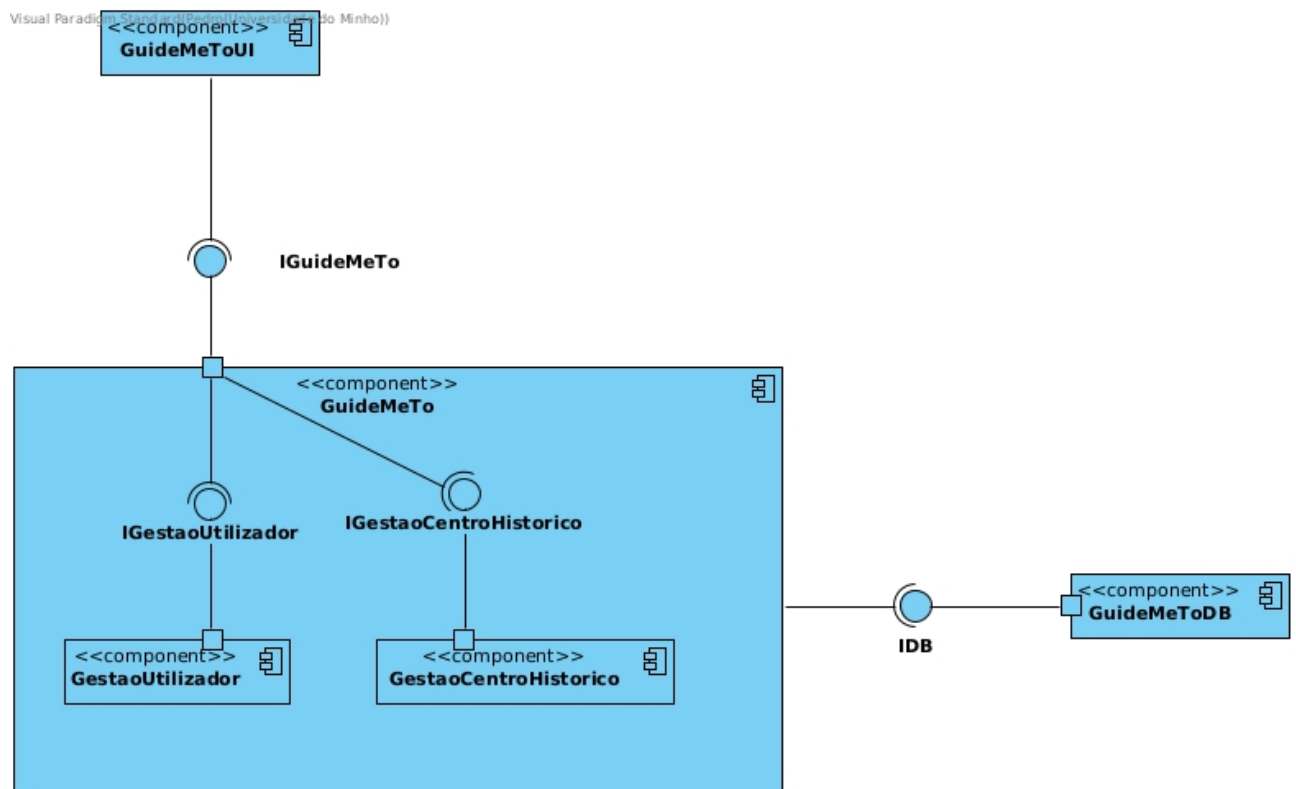 Visual Paradigm Standard(Pedro(Universidade do Minho))
<<component>>
GuideMeToUI
IGuideMeTo
<<component>>
GuideMeTo
IGestaoUtilizador
IGestaoCentroHistorico
<<component>>
GestaoUtilizador
<<component>>
GestaoCentroHistorico
IDB
<<component>>
GuideMeToDB